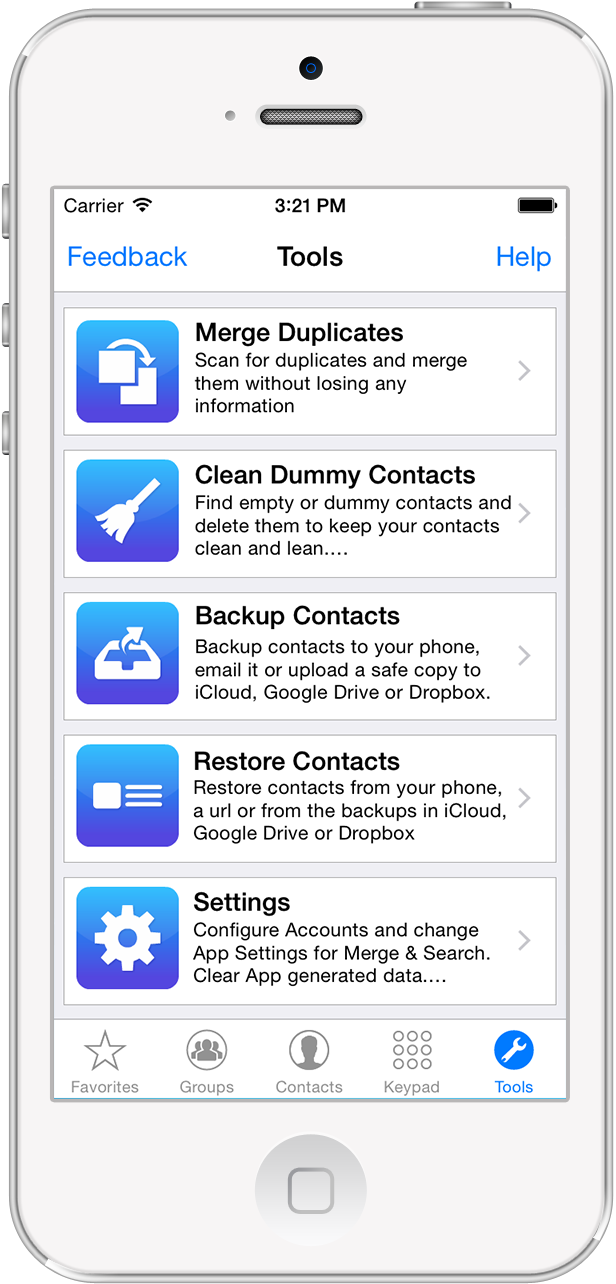 Carrier 3:21 PM
Feedback Tools Help
Merge Duplicates
Scan for duplicates and merge
them without losing any
information
Clean Dummy Contacts
Find empty or dummy contacts and
delete them to keep your contacts
clean and lean....
Backup Contacts
Backup contacts to your phone,
email it or upload a safe copy to
iCloud, Google Drive or Dropbox.
Restore Contacts
Restore contacts from your phone,
a url or from the backups in iCloud,
Google Drive or Dropbox
Settings
Configure Accounts and change
App Settings for Merge & Search.
Clear App generated data....
Favorites Groups Contacts Keypad Tools